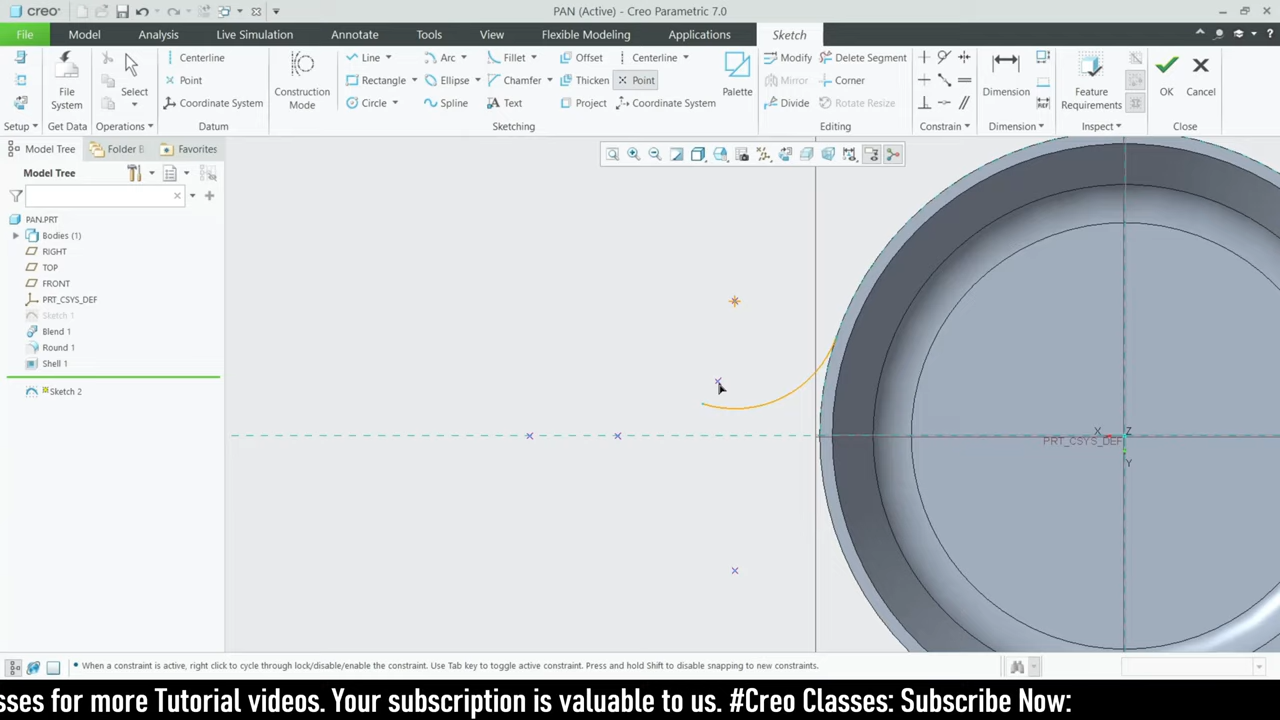 creo
PAN (Active) - Creo Parametric 7.0
File Model Analysis Live Simulation Annotate Tools View Flexible Modeling Applications Sketch
File System
Select
Centerline
Point
Coordinate System
Construction Mode
Line Arc Fillet Offset Centerline
Rectangle Ellipse Chamfer Thicken Point
Circle Spline Text Project Coordinate System
Palette
Modify Delete Segment
Mirror Corner
Divide Rotate Resize
Dimension
Feature Requirements
OK Cancel
Setup Get Data Operations Datum Sketching Editing Constrain Dimension Inspect Close
Model Tree Folder B Favorites
Model Tree
PAN.PRT
Bodies (1)
RIGHT
TOP
FRONT
PRT_CSYS_DEF
Sketch 1
Blend 1
Round 1
Shell 1
Sketch 2
X Z
PRT_CSYS_DEF
Y
When a constraint is active, right click to cycle through lock/disable/enable the constraint. Use Tab key to toggle active constraint. Press and hold Shift to disable snapping to new constraints.
sses for more Tutorial videos. Your subscription is valuable to us. #Creo Classes: Subscribe Now: